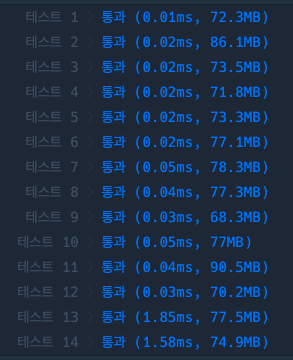 테스트 1 > 통과 (0.01ms, 72.3MB)
테스트 2 > 통과 (0.02ms, 86.1MB)
테스트 3 > 통과 (0.02ms, 73.5MB)
테스트 4 > 통과 (0.02ms, 71.8MB)
테스트 5 > 통과 (0.02ms, 73.3MB)
테스트 6 > 통과 (0.02ms, 77.1MB)
테스트 7 > 통과 (0.05ms, 78.3MB)
테스트 8 > 통과 (0.04ms, 77.3MB)
테스트 9 > 통과 (0.03ms, 68.3MB)
테스트 10 > 통과 (0.05ms, 77MB)
테스트 11 > 통과 (0.04ms, 90.5MB)
테스트 12 > 통과 (0.03ms, 70.2MB)
테스트 13 > 통과 (1.85ms, 77.5MB)
테스트 14 > 통과 (1.58ms, 74.9MB)